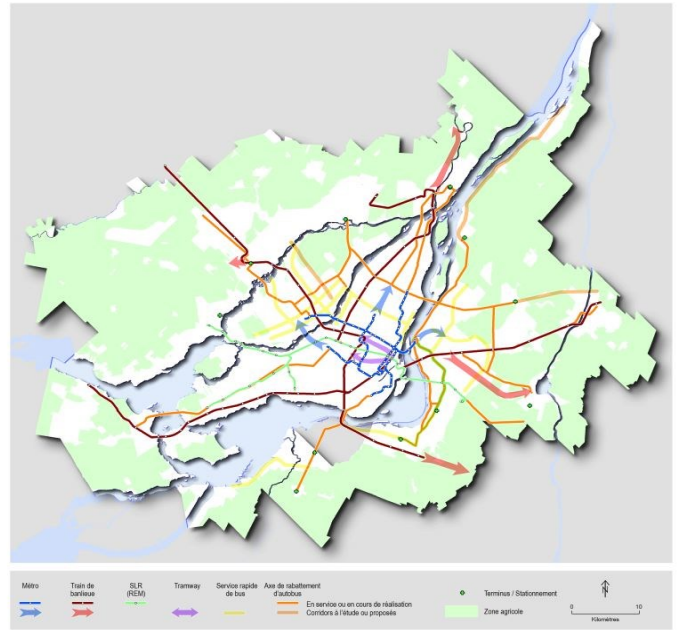 Métro
Train de
banlieue
SLR
(REM)
Tramway
Service rapide
de bus
Axe de rabattement
d'autobus
En service ou en cours de réalisation
Corridors à l'étude ou proposés
Terminus / Stationnement
Zone agricole
N
0 10
Kilomètres